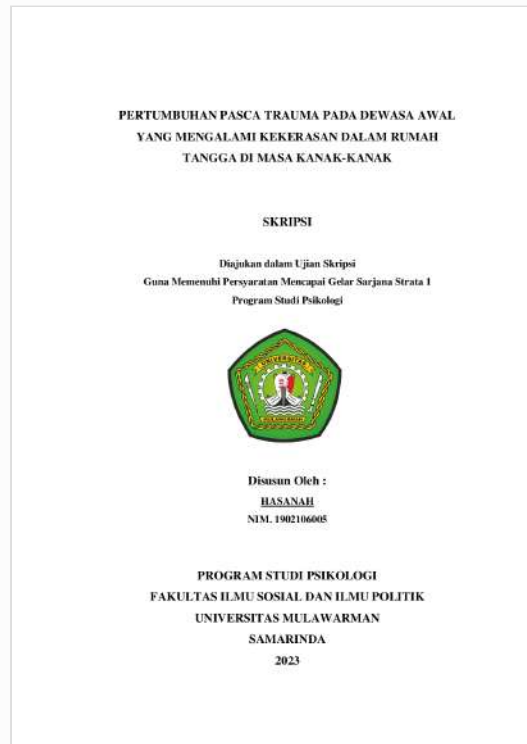 PERTUMBUHAN PASCA TRAUMA PADA DEWASA AWAL
YANG MENGALAMI KEKERASAN DALAM RUMAH
TANGGA DI MASA KANAK-KANAK
SKRIPSI
Diajukan dalam Ujian Skripsi
Guna Memenuhi Persyaratan Mencapai Gelar Sarjana Strata 1
Program Studi Psikologi
UNIVERSITAS
MULAWARMAN
Disusun Oleh :
HASANAH
NIM. 1902106005
PROGRAM STUDI PSIKOLOGI
FAKULTAS ILMU SOSIAL DAN ILMU POLITIK
UNIVERSITAS MULAWARMAN
SAMARINDA
2023